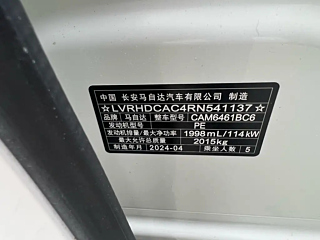 中国 长安马自达汽车有限公司 制造
☆LVRHDCAC4RN541137☆
品牌 马自达 整车型号 CAM6461BC6
发动机型号 PE
发动机排量/最大净功率 1998mL/114kW
最大允许总质量 2015kg
制造年月 2024-04 乘坐人数 5